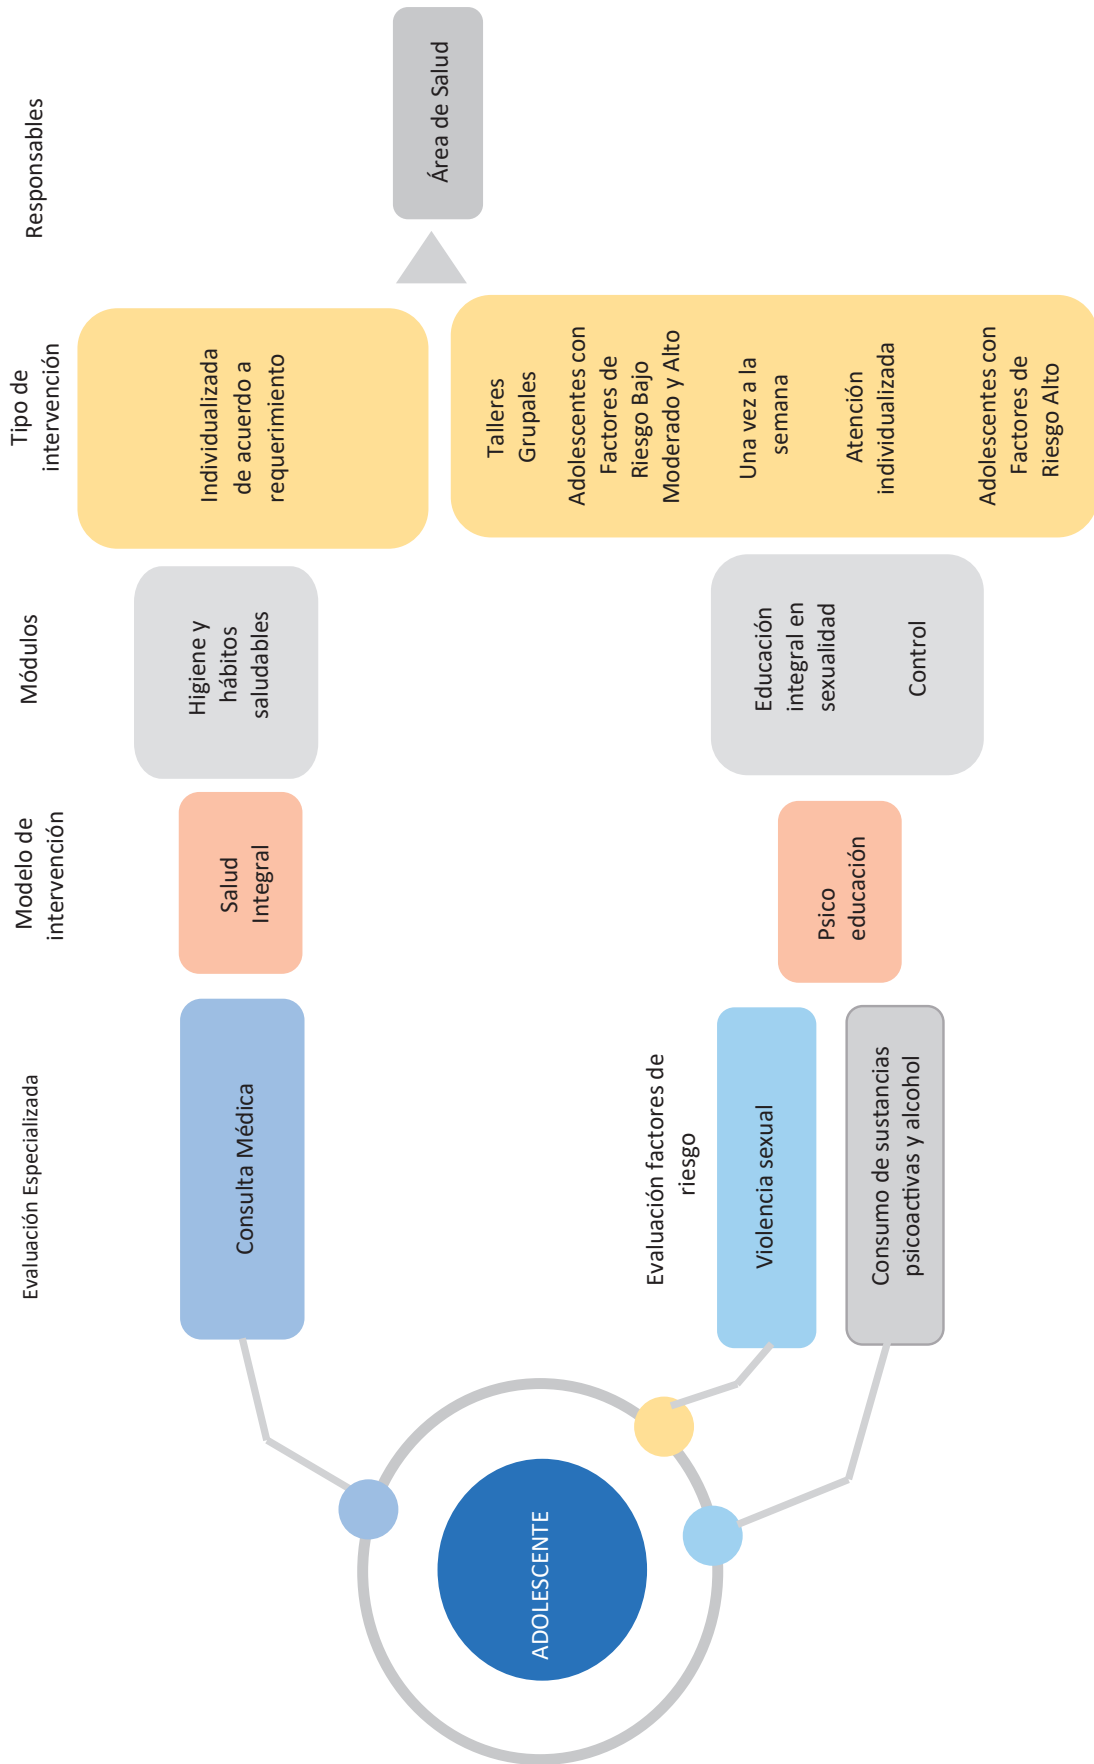 Evaluación Especializada
Modelo de
intervención
Módulos
Tipo de
intervención
Responsables
Consulta Médica
Salud
Integral
Higiene y
hábitos
saludables
Individualizada
de acuerdo a
requerimiento
Área de Salud
ADOLESCENTE
Evaluación factores de
riesgo
Violencia sexual
Consumo de sustancias
psicoactivas y alcohol
Psico
educación
Educación
integral en
sexualidad
Control
Talleres
Grupales
Adolescentes con
Factores de
Riesgo Bajo
Moderado y Alto
Una vez a la
semana
Atención
individualizada
Adolescentes con
Factores de
Riesgo Alto